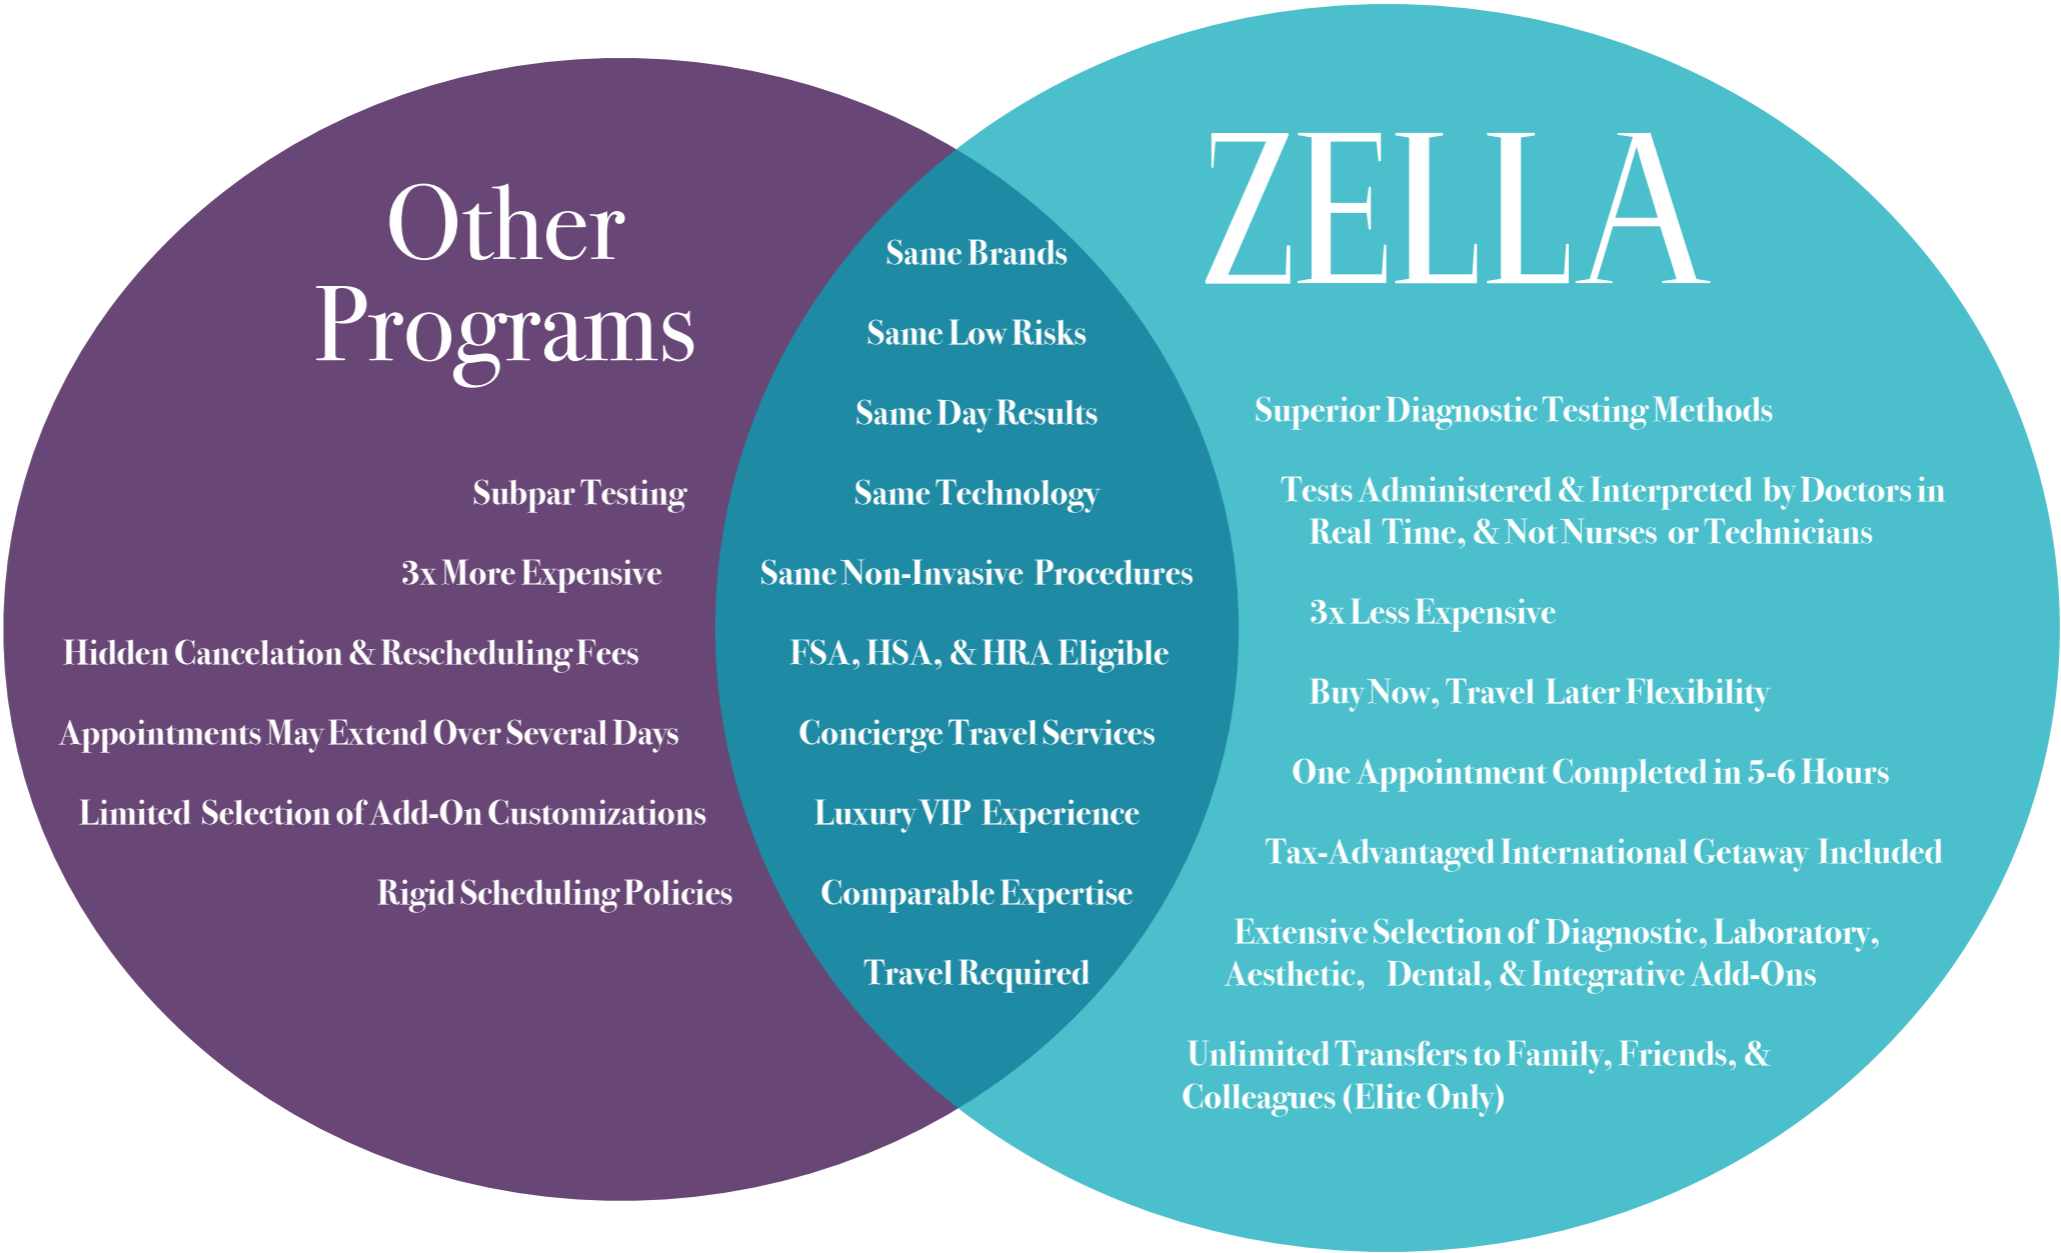 Other
Programs
Subpar Testing
3x More Expensive
Hidden Cancelation & Rescheduling Fees
Appointments May Extend Over Several Days
Limited Selection of Add-On Customizations
Rigid Scheduling Policies
Same Brands
Same Low Risks
Same Day Results
Same Technology
Same Non-Invasive Procedures
FSA, HSA, & HRA Eligible
Concierge Travel Services
Luxury VIP Experience
Comparable Expertise
Travel Required
ZELLA
Superior Diagnostic Testing Methods
Tests Administered & Interpreted by Doctors in
Real Time, & Not Nurses or Technicians
3x Less Expensive
Buy Now, Travel Later Flexibility
One Appointment Completed in 5-6 Hours
Tax-Advantaged International Getaway Included
Extensive Selection of Diagnostic, Laboratory,
Aesthetic, Dental, & Integrative Add-Ons
Unlimited Transfers to Family, Friends, &
Colleagues (Elite Only)